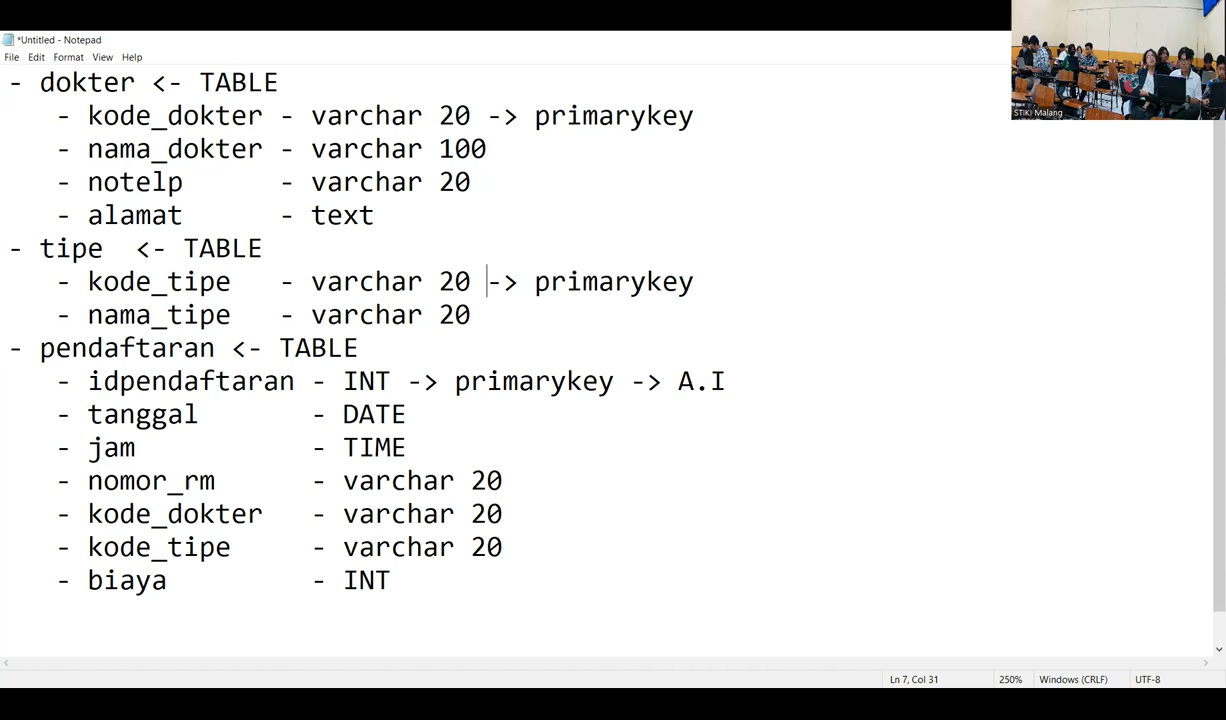 *Untitled - Notepad
File Edit Format View Help
- dokter <- TABLE
- kode_dokter - varchar 20 -> primarykey
- nama_dokter - varchar 100
- notelp - varchar 20
- alamat - text
- tipe <- TABLE
- kode_tipe - varchar 20 -> primarykey
- nama_tipe - varchar 20
- pendaftaran <- TABLE
- idpendaftaran - INT -> primarykey -> A.I
- tanggal - DATE
- jam - TIME
- nomor_rm - varchar 20
- kode_dokter - varchar 20
- kode_tipe - varchar 20
- biaya - INT
STIKI Malang
Ln 7, Col 31 250% Windows (CRLF) UTF-8